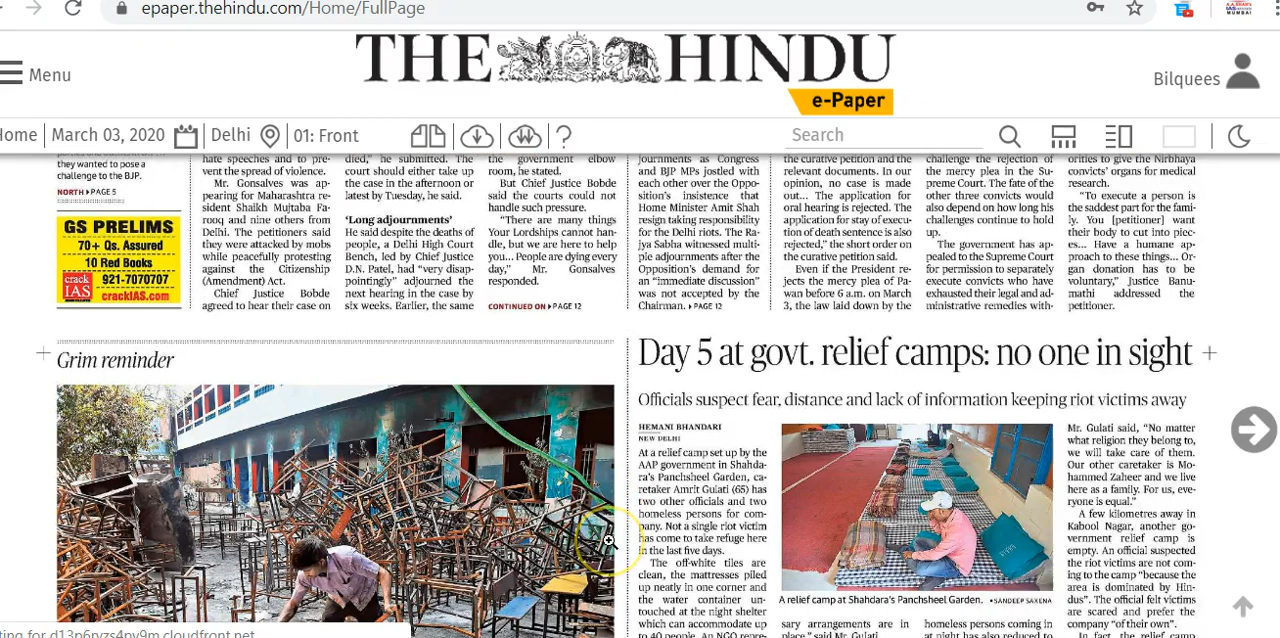 epaper.thehindu.com/Home/FullPage
Menu
THE HINDU
e-Paper
Bilquees
Home
March 03, 2020
Delhi
01: Front
?
Search
they wanted to pose a
challenge to the BJP.
NORTH ▸ PAGE 5
GS PRELIMS
70+ Qs. Assured
10 Red Books
crack
IAS
921-7070707
crackIAS.com
hate speeches and to pre-
vent the spread of violence.
Mr. Gonsalves was ap-
pearing for Maharashtra re-
sident Shaikh Mujtaba Fa-
rooq and nine others from
Delhi. The petitioners said
they were attacked by mobs
while peacefully protesting
against the Citizenship
(Amendment) Act.
Chief Justice Bobde
agreed to hear their case on
died," he submitted. The
court should either take up
the case in the afternoon or
latest by Tuesday, he said.
'Long adjournments'
He said despite the deaths of
people, a Delhi High Court
Bench, led by Chief Justice
D.N. Patel, had "very disap-
pointingly" adjourned the
next hearing in the case by
six weeks. Earlier, the same
the government elbow
room, he stated.
But Chief Justice Bobde
said the courts could not
handle such pressure.
"There are many things
Your Lordships cannot han-
dle, but we are here to help
you... People are dying every
day," Mr. Gonsalves
responded.
CONTINUED ON ▸ PAGE 12
journments as Congress
and BJP MPs jostled with
each other over the Oppo-
sition's insistence that
Home Minister Amit Shah
resign taking responsibility
for the Delhi riots. The Ra-
jya Sabha witnessed multi-
ple adjournments after the
Opposition's demand for
an "immediate discussion"
was not accepted by the
Chairman. ▸ PAGE 12
the curative petition and the
relevant documents. In our
opinion, no case is made
out... The application for
oral hearing is rejected. The
application for stay of execu-
tion of death sentence is also
rejected," the short order on
the curative petition said.
Even if the President re-
jects the mercy plea of Pa-
wan before 6 a.m. on March
3, the law laid down by the
challenge the rejection of
the mercy plea in the Su-
preme Court. The fate of the
other three convicts would
also depend on how long his
challenges continue to hold
up.
The government has ap-
pealed to the Supreme Court
for permission to separately
execute convicts who have
exhausted their legal and ad-
ministrative remedies with-
orities to give the Nirbhaya
convicts' organs for medical
research.
"To execute a person is
the saddest part for the fami-
ly. You [petitioner] want
their body to cut into piec-
es... Have a humane ap-
proach to these things... Or-
gan donation has to be
voluntary," Justice Banu-
mathi addressed the
petitioner.
Grim reminder
Day 5 at govt. relief camps: no one in sight
Officials suspect fear, distance and lack of information keeping riot victims away
HEMANI BHANDARI
NEW DELHI
At a relief camp set up by the
AAP government in Shahda-
ra's Panchsheel Garden, ca-
retaker Amrit Gulati (65) has
two other officials and two
homeless persons for com-
pany. Not a single riot victim
has come to take refuge here
in the last five days.
The off-white tiles are
clean, the mattresses piled
up neatly in one corner and
the water container un-
touched at the night shelter
which can accommodate up
to 40 people. An NGO repre-
A relief camp at Shahdara's Panchsheel Garden. •SANDEEP SAXENA
sary arrangements are in
place," said Mr. Gulati
homeless persons coming in
at night has also reduced to
Mr. Gulati said, "No matter
what religion they belong to,
we will take care of them.
Our other caretaker is Mo-
hammed Zaheer and we live
here as a family. For us, eve-
ryone is equal."
A few kilometres away in
Kabool Nagar, another go-
vernment relief camp is
empty. An official suspected
the riot victims are not com-
ing to the camp "because the
area is dominated by Hin-
dus". The official felt victims
are scared and prefer the
company "of their own".
In fact, the relief camp